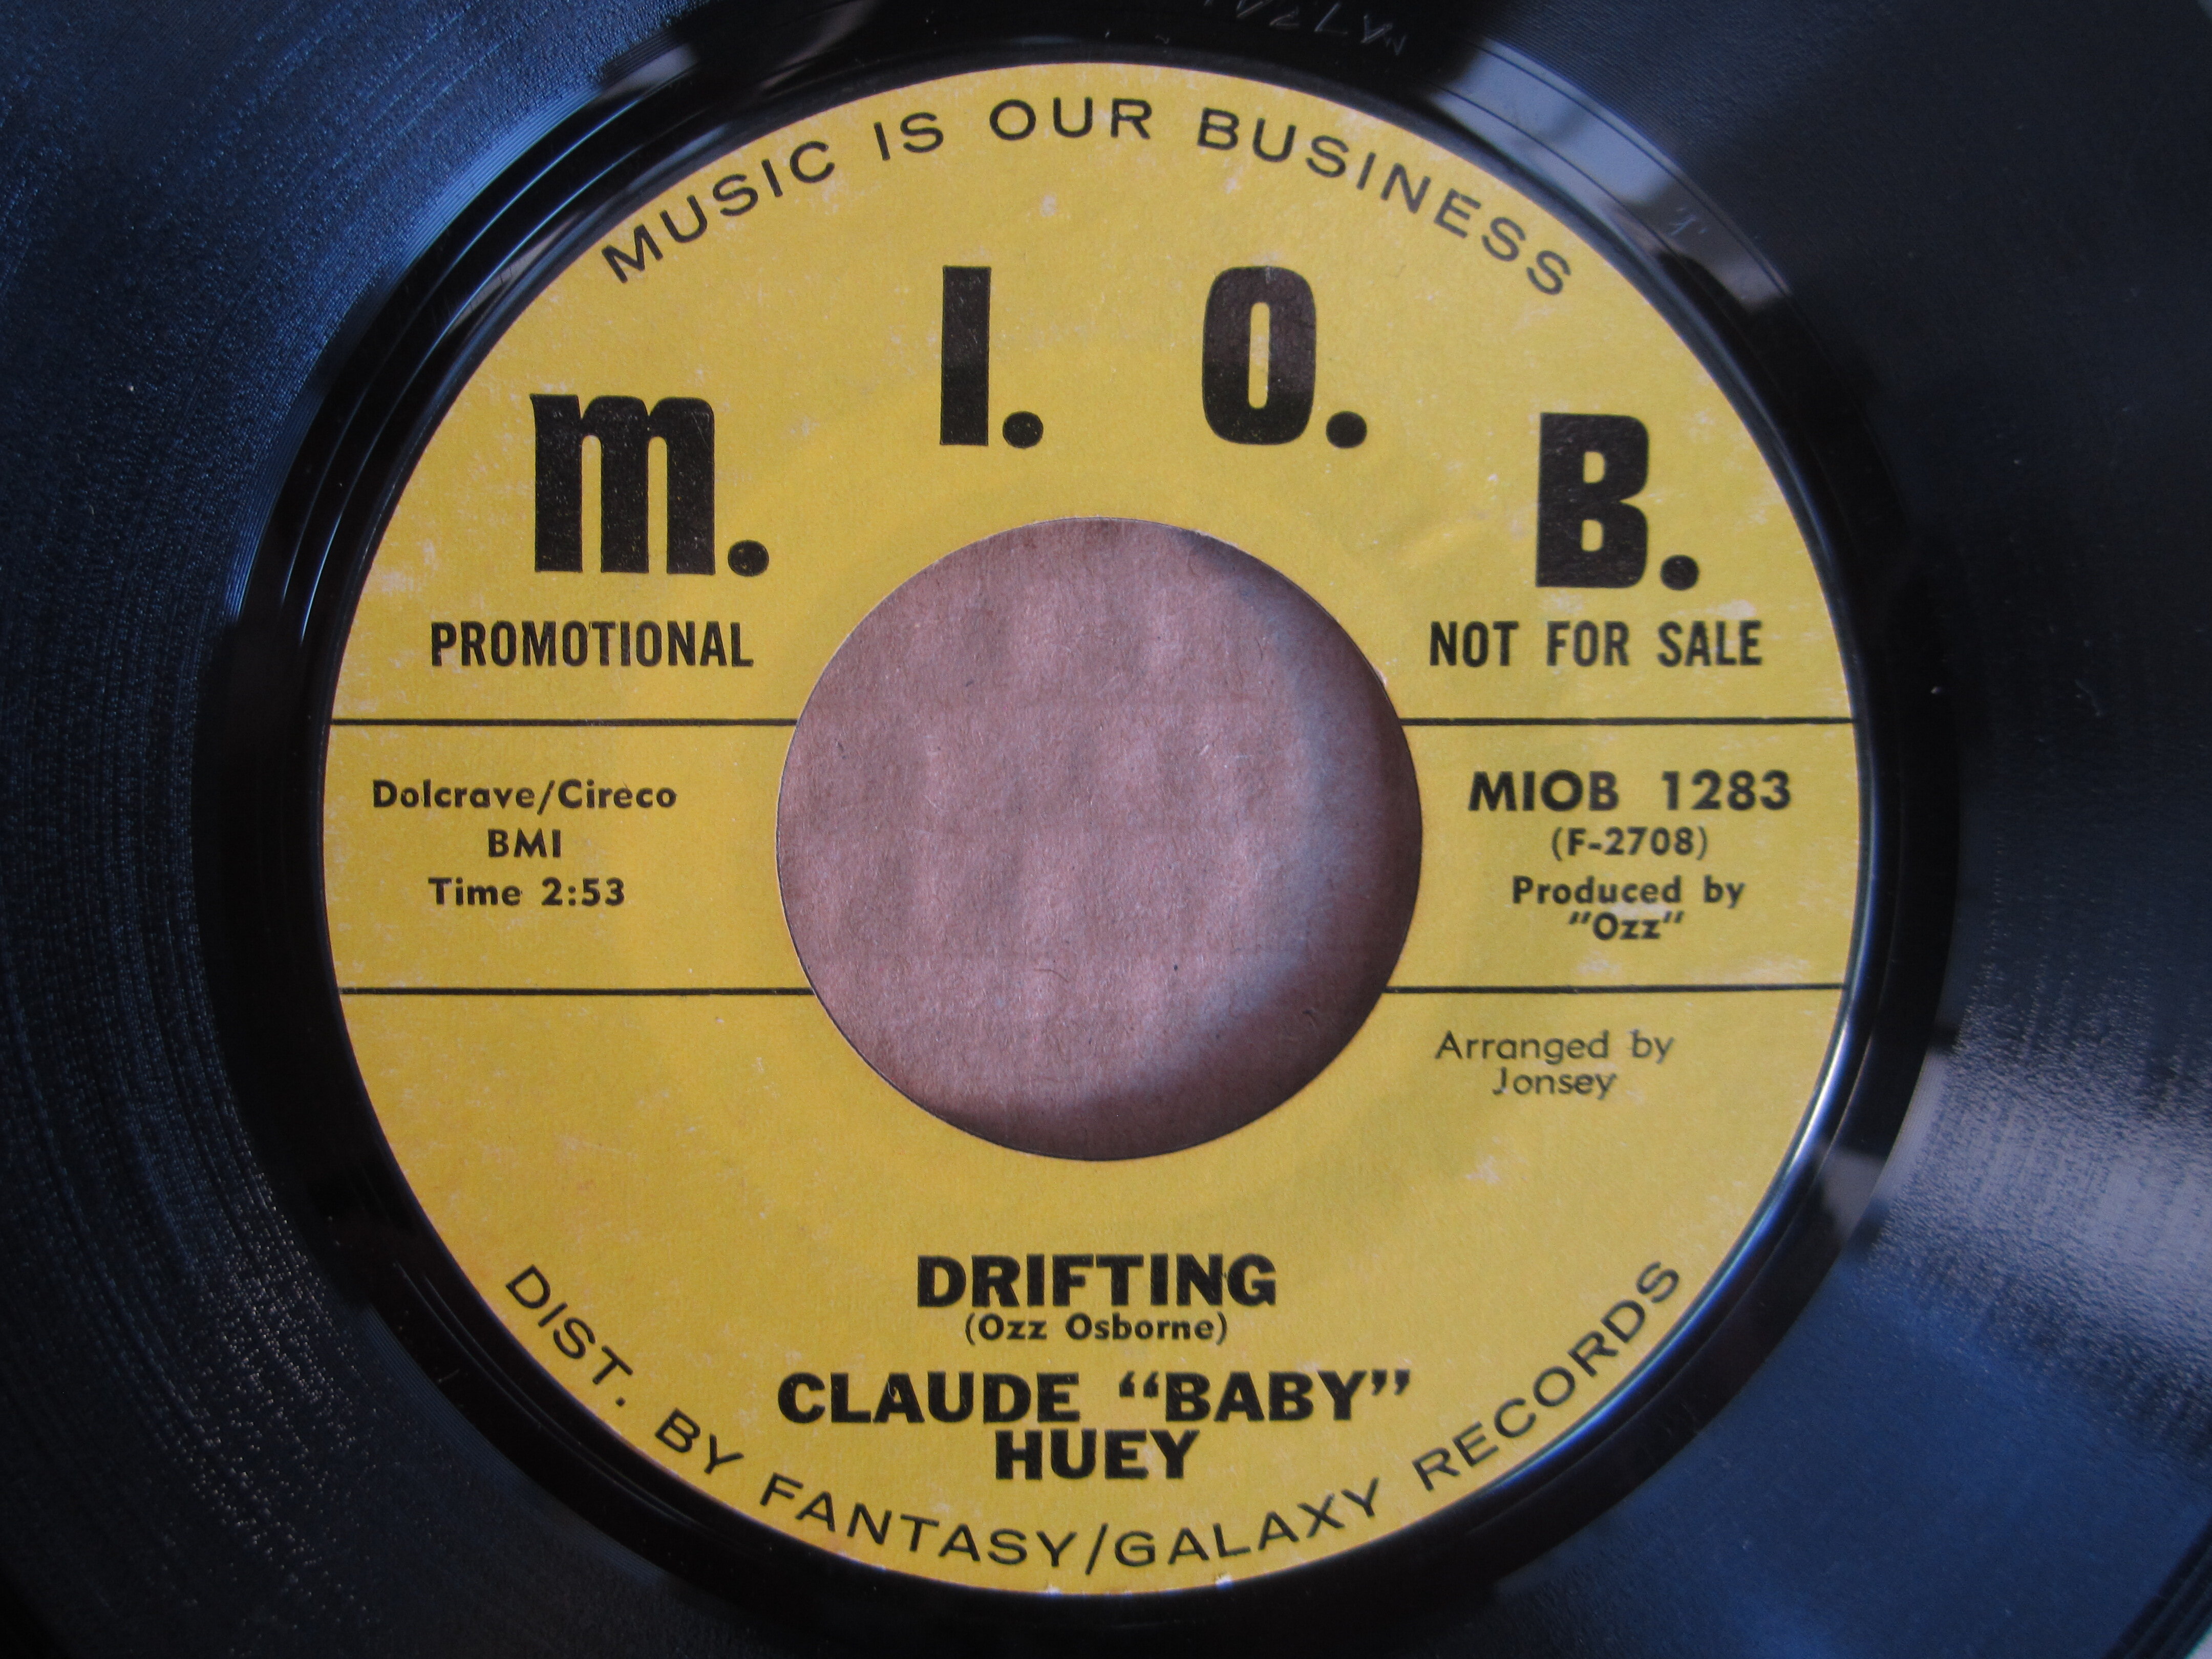 MUSIC IS OUR BUSINESS
m. I. O. B.
PROMOTIONAL
NOT FOR SALE
Dolcrave/Cireco
BMI
Time 2:53
MIOB 1283
(F-2708)
Produced by
"Ozz"
Arranged by
Jonsey
DRIFTING
(Ozz Osborne)
CLAUDE "BABY"
HUEY
DIST. BY FANTASY/GALAXY RECORDS